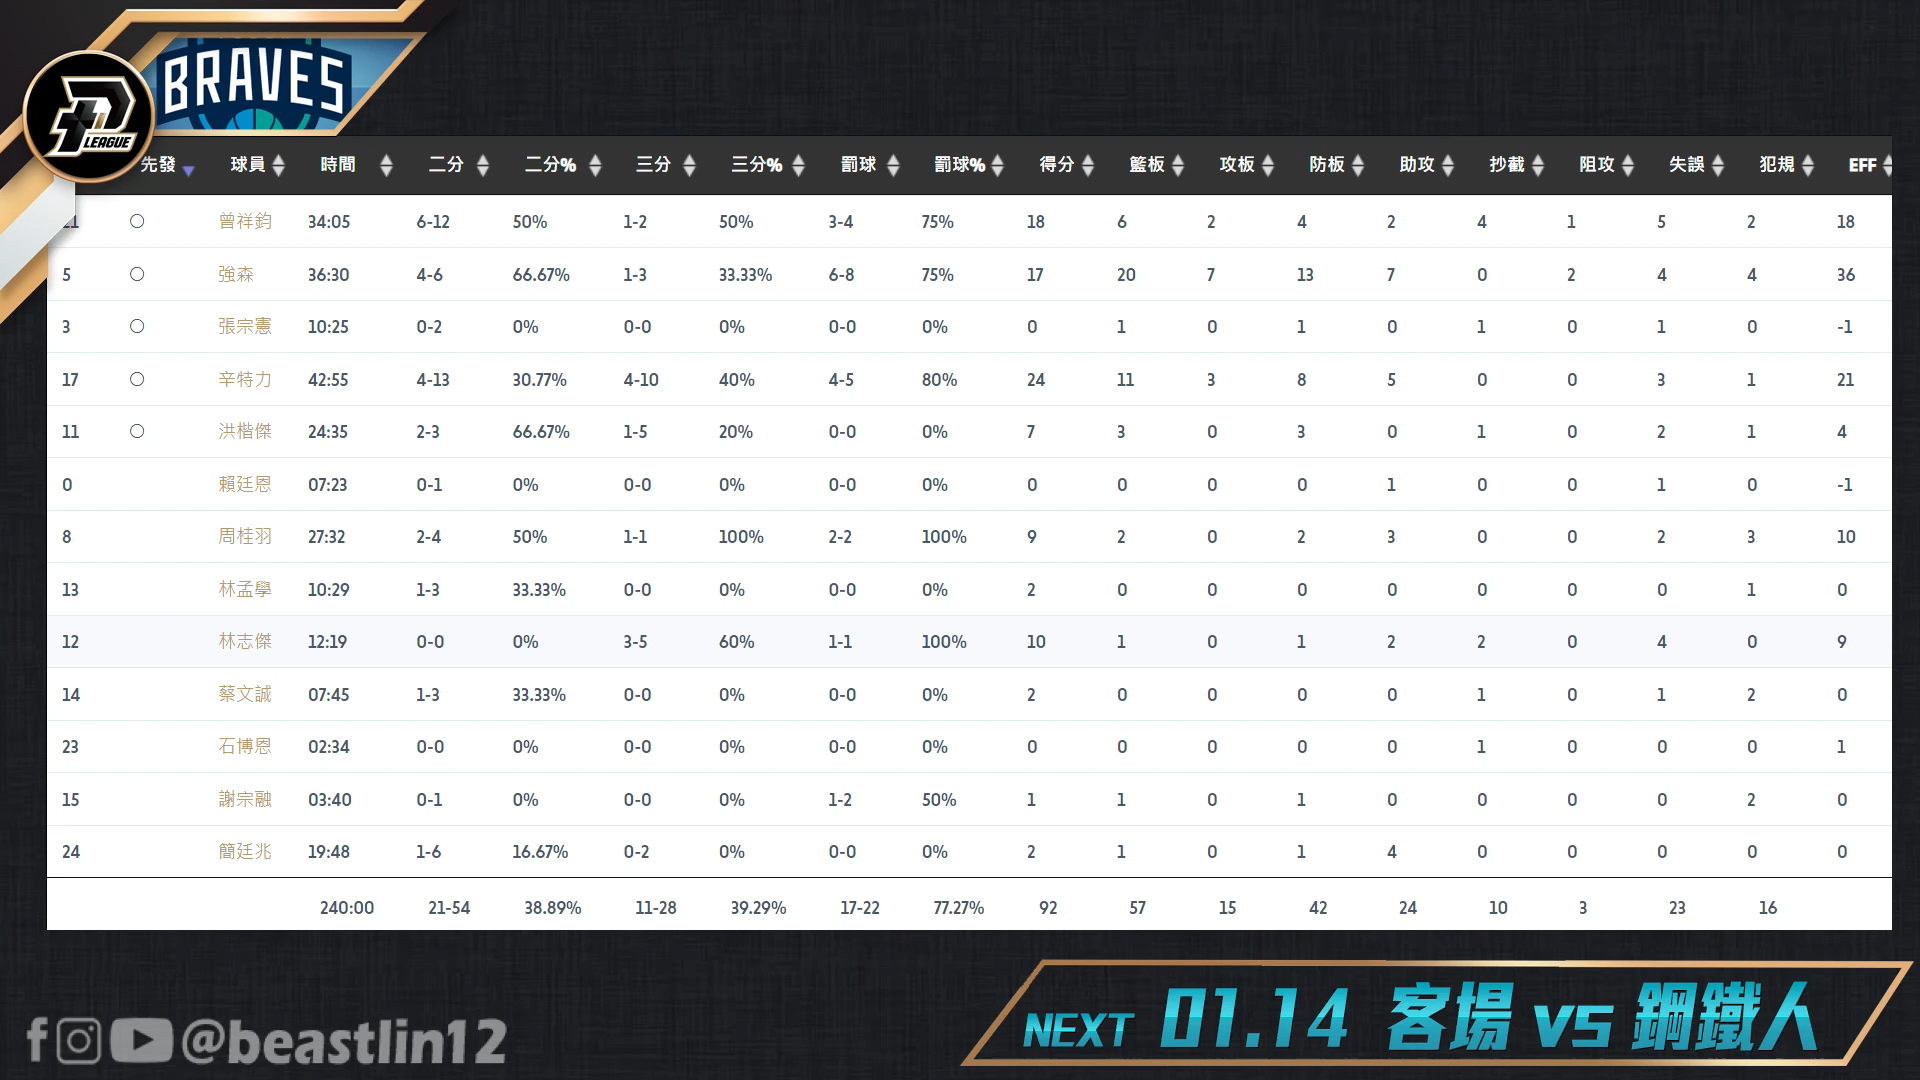 BRAVES
P LEAGUE
先發 球員 時間 二分 二分% 三分 三分% 罰球 罰球% 得分 籃板 攻板 防板 助攻 抄截 阻攻 失誤 犯規 EFF
○ 曾祥鈞 34:05 6-12 50% 1-2 50% 3-4 75% 18 6 2 4 2 4 1 5 2 18
5 ○ 強森 36:30 4-6 66.67% 1-3 33.33% 6-8 75% 17 20 7 13 7 0 2 4 4 36
3 ○ 張宗憲 10:25 0-2 0% 0-0 0% 0-0 0% 0 1 0 1 0 1 0 1 0 -1
17 ○ 辛特力 42:55 4-13 30.77% 4-10 40% 4-5 80% 24 11 3 8 5 0 0 3 1 21
11 ○ 洪楷傑 24:35 2-3 66.67% 1-5 20% 0-0 0% 7 3 0 3 0 1 0 2 1 4
0 賴廷恩 07:23 0-1 0% 0-0 0% 0-0 0% 0 0 0 0 1 0 0 1 0 -1
8 周桂羽 27:32 2-4 50% 1-1 100% 2-2 100% 9 2 0 2 3 0 0 2 3 10
13 林孟學 10:29 1-3 33.33% 0-0 0% 0-0 0% 2 0 0 0 0 0 0 0 1 0
12 林志傑 12:19 0-0 0% 3-5 60% 1-1 100% 10 1 0 1 2 2 0 4 0 9
14 蔡文誠 07:45 1-3 33.33% 0-0 0% 0-0 0% 2 0 0 0 0 1 0 1 2 0
23 石博恩 02:34 0-0 0% 0-0 0% 0-0 0% 0 0 0 0 0 1 0 0 0 1
15 謝宗融 03:40 0-1 0% 0-0 0% 1-2 50% 1 1 0 1 0 0 0 0 2 0
24 簡廷兆 19:48 1-6 16.67% 0-2 0% 0-0 0% 2 1 0 1 4 0 0 0 0 0
240:00 21-54 38.89% 11-28 39.29% 17-22 77.27% 92 57 15 42 24 10 3 23 16
NEXT 01.14 客場 vs 鋼鐵人
@beastlin12